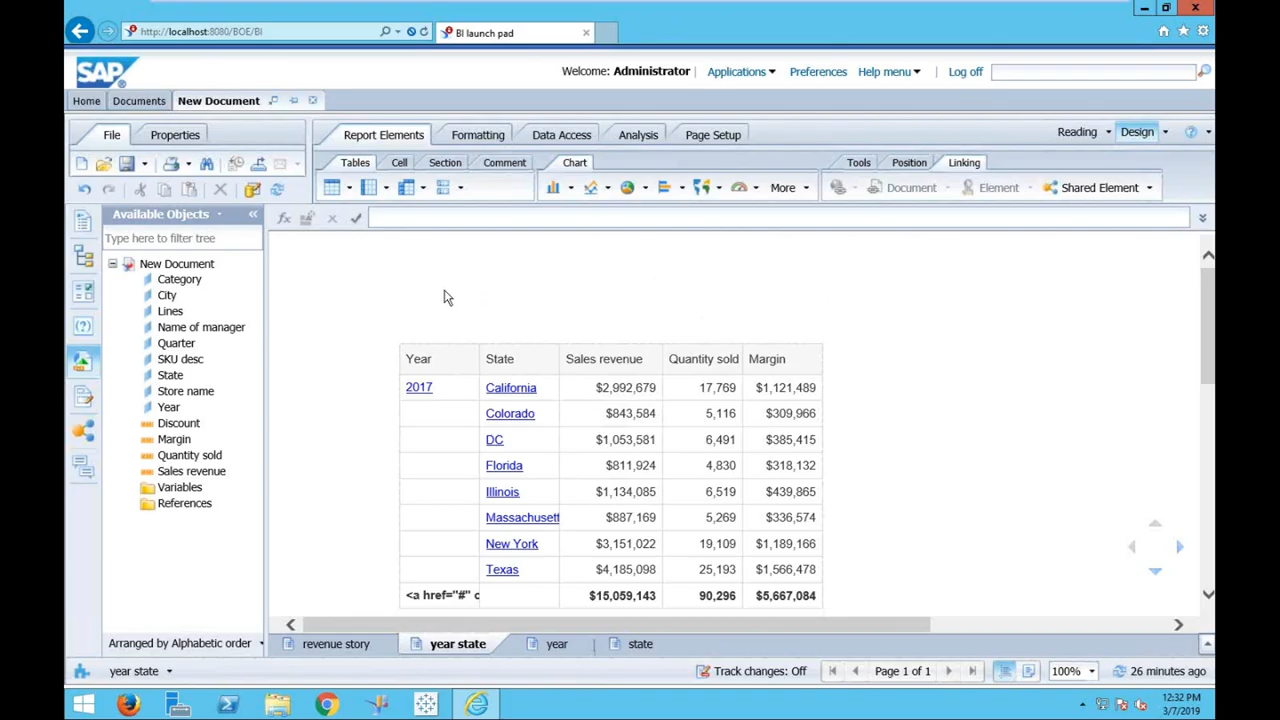 http://localhost:8080/BOE/BI
BI launch pad
SAP
Welcome: Administrator
Applications
Preferences
Help menu
Log off
Home
Documents
New Document
File
Properties
Report Elements
Formatting
Data Access
Analysis
Page Setup
Reading
Design
Tables
Cell
Section
Comment
Chart
Tools
Position
Linking
More
Document
Element
Shared Element
Available Objects
Type here to filter tree
New Document
Category
City
Lines
Name of manager
Quarter
SKU desc
State
Store name
Year
Discount
Margin
Quantity sold
Sales revenue
Variables
References
Arranged by Alphabetic order
Year State Sales revenue Quantity sold Margin
2017 California $2,992,679 17,769 $1,121,489
Colorado $843,584 5,116 $309,966
DC $1,053,581 6,491 $385,415
Florida $811,924 4,830 $318,132
Illinois $1,134,085 6,519 $439,865
Massachusett $887,169 5,269 $336,574
New York $3,151,022 19,109 $1,189,166
Texas $4,185,098 25,193 $1,566,478
<a href="#" c $15,059,143 90,296 $5,667,084
revenue story
year state
year
state
year state
Track changes: Off
Page 1 of 1
100%
26 minutes ago
12:32 PM
3/7/2019